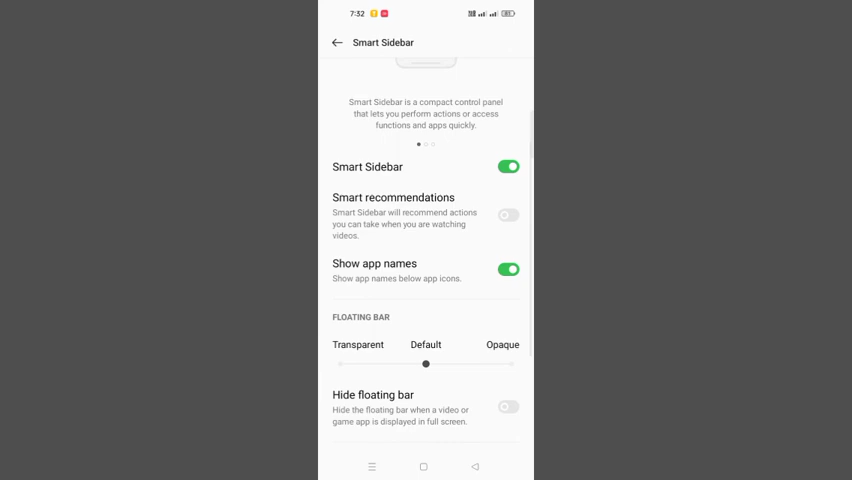 7:32
Smart Sidebar
Smart Sidebar is a compact control panel
that lets you perform actions or access
functions and apps quickly.
Smart Sidebar
Smart recommendations
Smart Sidebar will recommend actions
you can take when you are watching
videos.
Show app names
Show app names below app icons.
FLOATING BAR
Transparent Default Opaque
Hide floating bar
Hide the floating bar when a video or
game app is displayed in full screen.